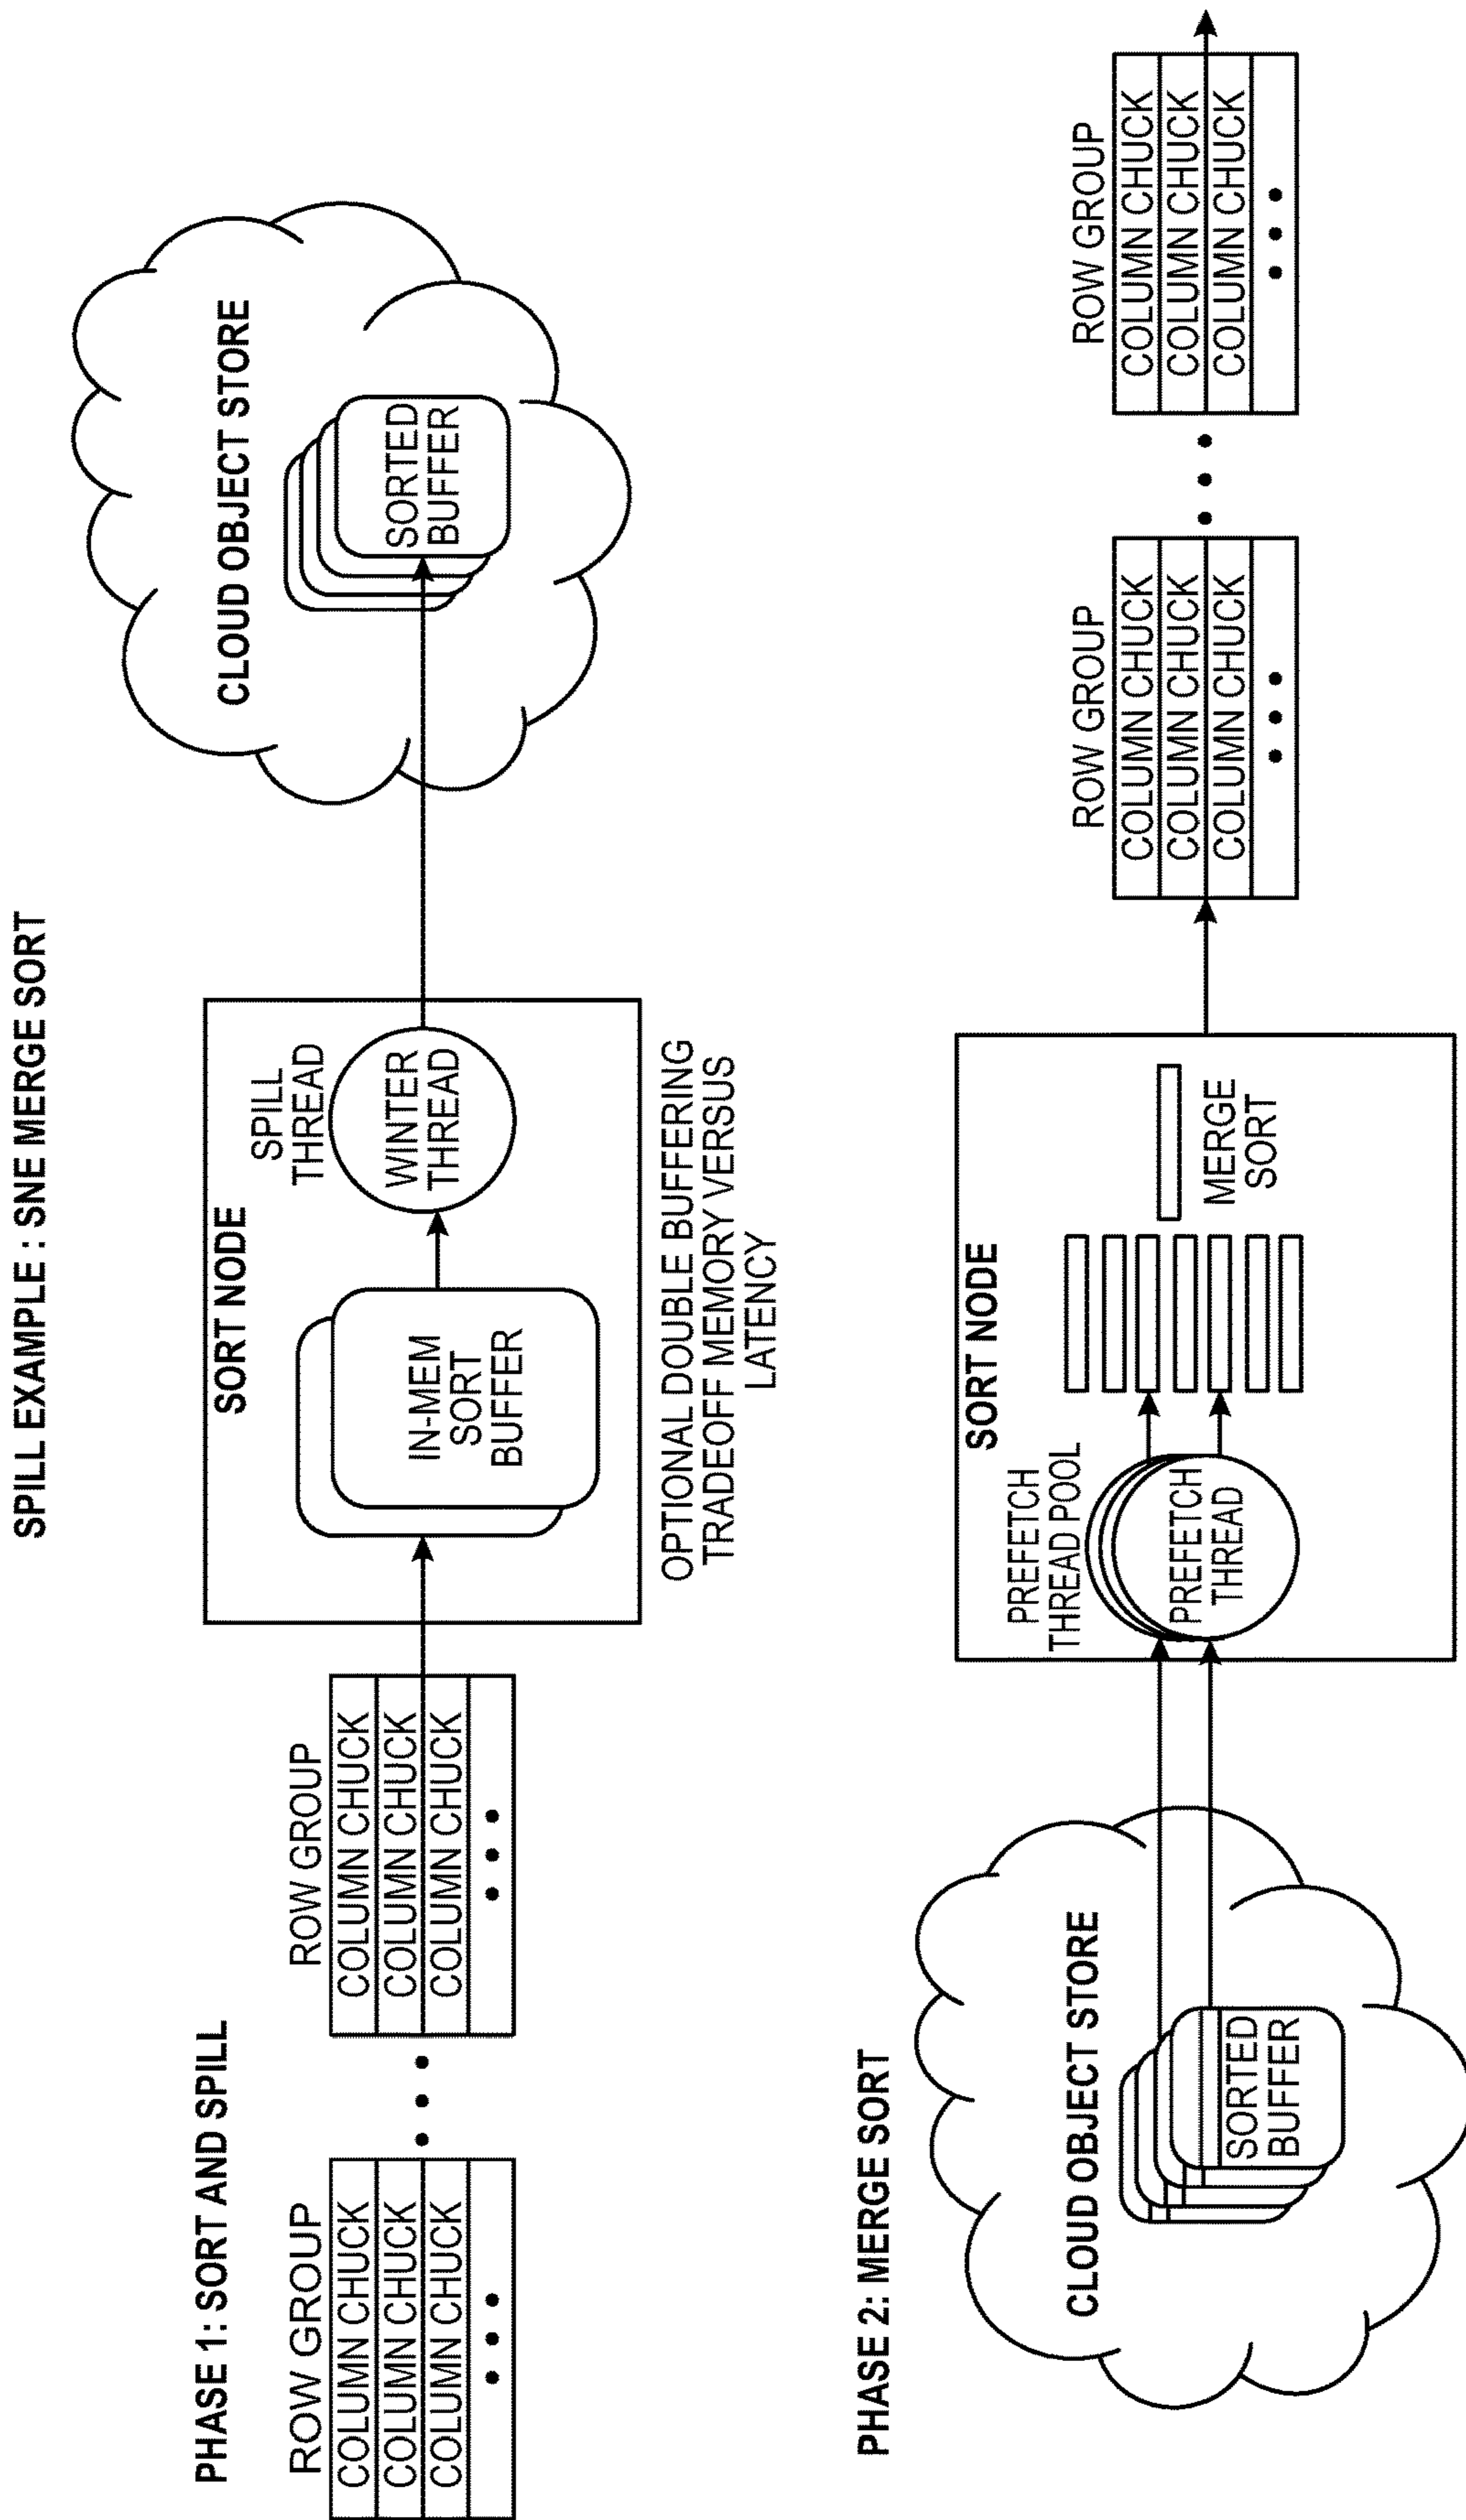 SPILL EXAMPLE : SNE MERGE SORT
PHASE 1: SORT AND SPILL
ROW GROUP
COLUMN CHUCK
COLUMN CHUCK
COLUMN CHUCK
ROW GROUP
COLUMN CHUCK
COLUMN CHUCK
COLUMN CHUCK
SORT NODE
IN-MEM
SORT
BUFFER
SPILL
THREAD
WINTER
THREAD
OPTIONAL DOUBLE BUFFERING
TRADEOFF MEMORY VERSUS
LATENCY
CLOUD OBJECT STORE
SORTED
BUFFER
PHASE 2: MERGE SORT
CLOUD OBJECT STORE
SORTED
BUFFER
SORT NODE
PREFETCH
THREAD POOL
PREFETCH
THREAD
MERGE
SORT
ROW GROUP
COLUMN CHUCK
COLUMN CHUCK
COLUMN CHUCK
ROW GROUP
COLUMN CHUCK
COLUMN CHUCK
COLUMN CHUCK